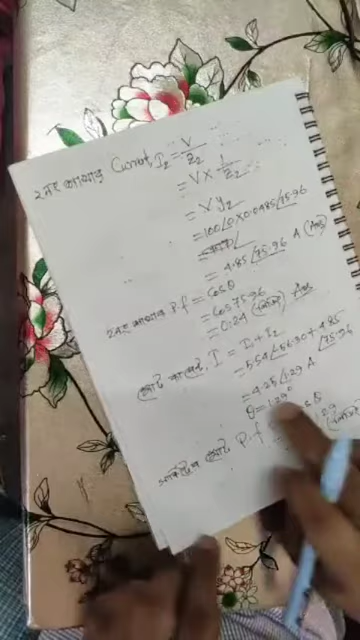 ২নং শাখার Current, I₂ = V/Z₂
= V × 1/Z₂
= VY₂
= 100∠0 × 0.0485∠75.96
= 4.85∠75.96 A (Ans)
২নং শাখার P.f = Cosθ
= Cos 75.96
= 0.24 Ans
মোট কারেন্ট, I = I₁ + I₂
= 5.54∠-56.30 + 4.85∠75.96
= 4.25∠1.29 A
θ = 1.29°
মোট P.f